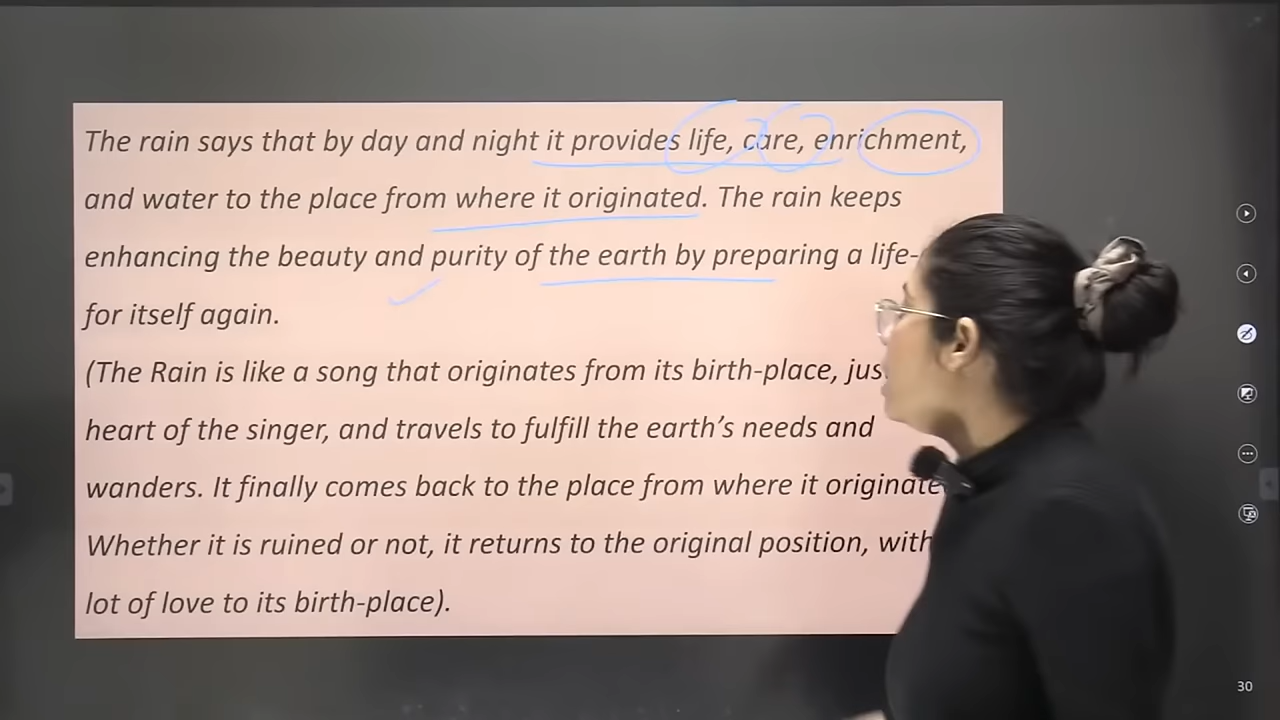 The rain says that by day and night it provides life, care, enrichment,
and water to the place from where it originated. The rain keeps
enhancing the beauty and purity of the earth by preparing a life-
for itself again.
(The Rain is like a song that originates from its birth-place,
heart of the singer, and travels to fulfill the earth's needs and
wanders. It finally comes back to the place from where it
Whether it is ruined or not, it returns to the original position, with
lot of love to its birth-place).
30